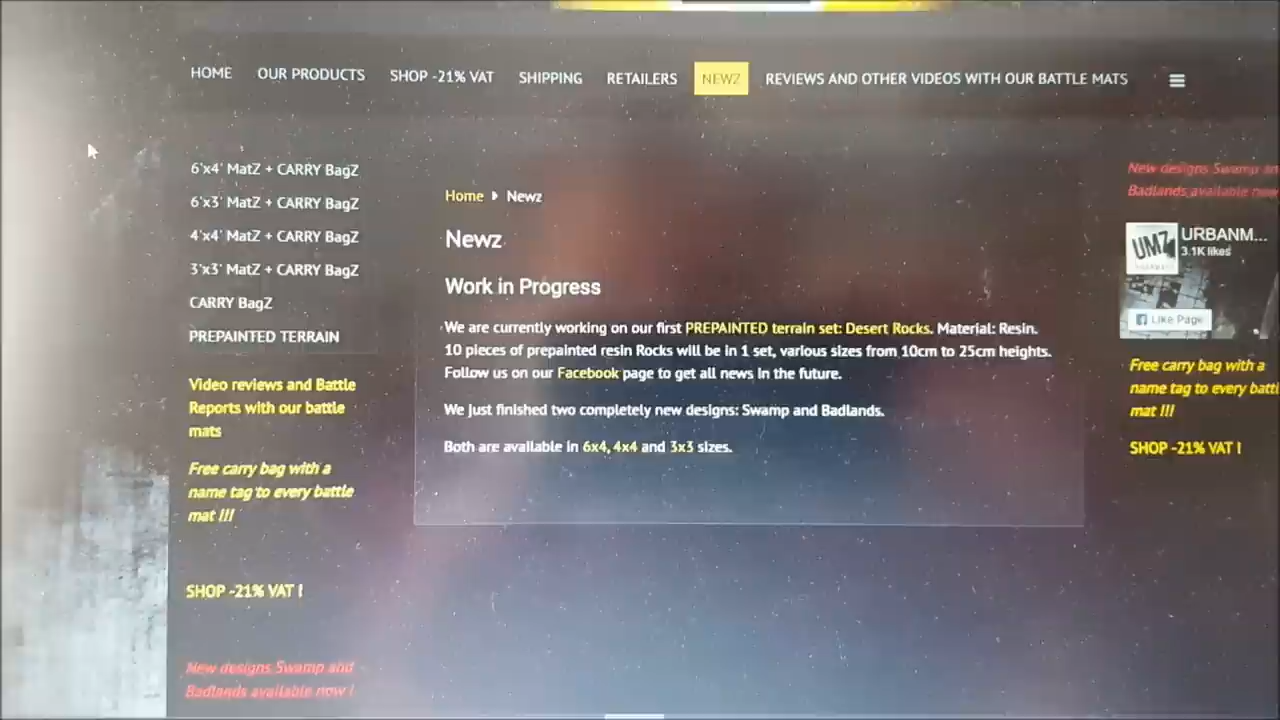 HOME OUR PRODUCTS SHOP -21% VAT SHIPPING RETAILERS NEWZ REVIEWS AND OTHER VIDEOS WITH OUR BATTLE MATS
6'x4' MatZ + CARRY BagZ
6'x3' MatZ + CARRY BagZ
4'x4' MatZ + CARRY BagZ
3'x3' MatZ + CARRY BagZ
CARRY BagZ
PREPAINTED TERRAIN
Video reviews and Battle
Reports with our battle
mats
Free carry bag with a
name tag to every battle
mat !!!
SHOP -21% VAT !
New designs Swamp and
Badlands available now !
Home Newz
Newz
Work in Progress
We are currently working on our first PREPAINTED terrain set: Desert Rocks. Material: Resin.
10 pieces of prepainted resin Rocks will be in 1 set, various sizes from 10cm to 25cm heights.
Follow us on our Facebook page to get all news in the future.
We just finished two completely new designs: Swamp and Badlands.
Both are available in 6x4, 4x4 and 3x3 sizes.
New designs Swamp an
Badlands available now
UMZ
URBANM...
3.1K likes
Like Page
Free carry bag with a
name tag to every battl
mat !!!
SHOP -21% VAT !